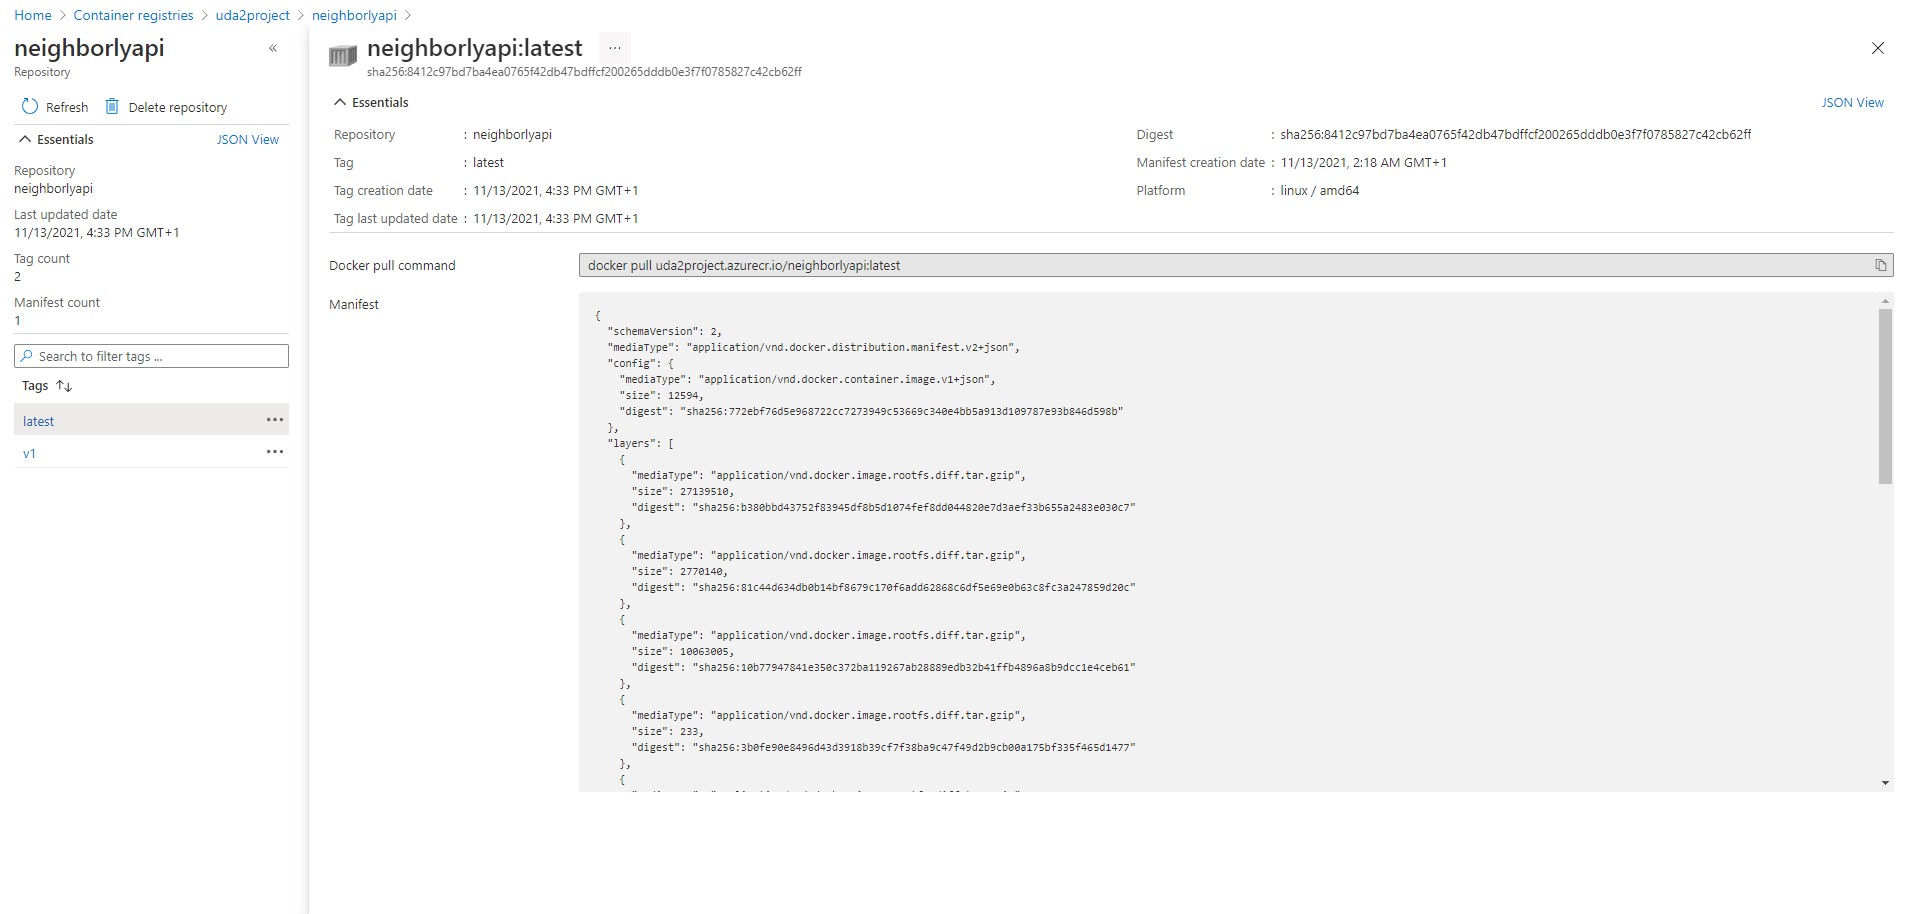 Home > Container registries > uda2project > neighborlyapi >
neighborlyapi «
Repository
Refresh Delete repository
Essentials JSON View
Repository
neighborlyapi
Last updated date
11/13/2021, 4:33 PM GMT+1
Tag count
2
Manifest count
1
Search to filter tags ...
Tags ↑↓
latest ...
v1 ...
neighborlyapi:latest ...
sha256:8412c97bd7ba4ea0765f42db47bdffcf200265dddb0e3f7f0785827c42cb62ff
Essentials JSON View
Repository : neighborlyapi
Tag : latest
Tag creation date : 11/13/2021, 4:33 PM GMT+1
Tag last updated date : 11/13/2021, 4:33 PM GMT+1
Digest : sha256:8412c97bd7ba4ea0765f42db47bdffcf200265dddb0e3f7f0785827c42cb62ff
Manifest creation date : 11/13/2021, 2:18 AM GMT+1
Platform : linux / amd64
Docker pull command docker pull uda2project.azurecr.io/neighborlyapi:latest
Manifest
{
"schemaVersion": 2,
"mediaType": "application/vnd.docker.distribution.manifest.v2+json",
"config": {
"mediaType": "application/vnd.docker.container.image.v1+json",
"size": 12594,
"digest": "sha256:772ebf76d5e968722cc7273949c53669c340e4bb5a913d109787e93b846d598b"
},
"layers": [
{
"mediaType": "application/vnd.docker.image.rootfs.diff.tar.gzip",
"size": 27139510,
"digest": "sha256:b380bbd43752f83945df8b5d1074fef8dd044820e7d3aef33b655a2483e030c7"
},
{
"mediaType": "application/vnd.docker.image.rootfs.diff.tar.gzip",
"size": 2770140,
"digest": "sha256:81c44d634db0b14bf8679c170f6add62868c6df5e69e0b63c8fc3a247859d20c"
},
{
"mediaType": "application/vnd.docker.image.rootfs.diff.tar.gzip",
"size": 10063005,
"digest": "sha256:10b77947841e350c372ba119267ab28889edb32b41ffb4896a8b9dcc1e4ceb61"
},
{
"mediaType": "application/vnd.docker.image.rootfs.diff.tar.gzip",
"size": 233,
"digest": "sha256:3b0fe90e8496d43d3918b39cf7f38ba9c47f49d2b9cb00a175bf335f465d1477"
},
{